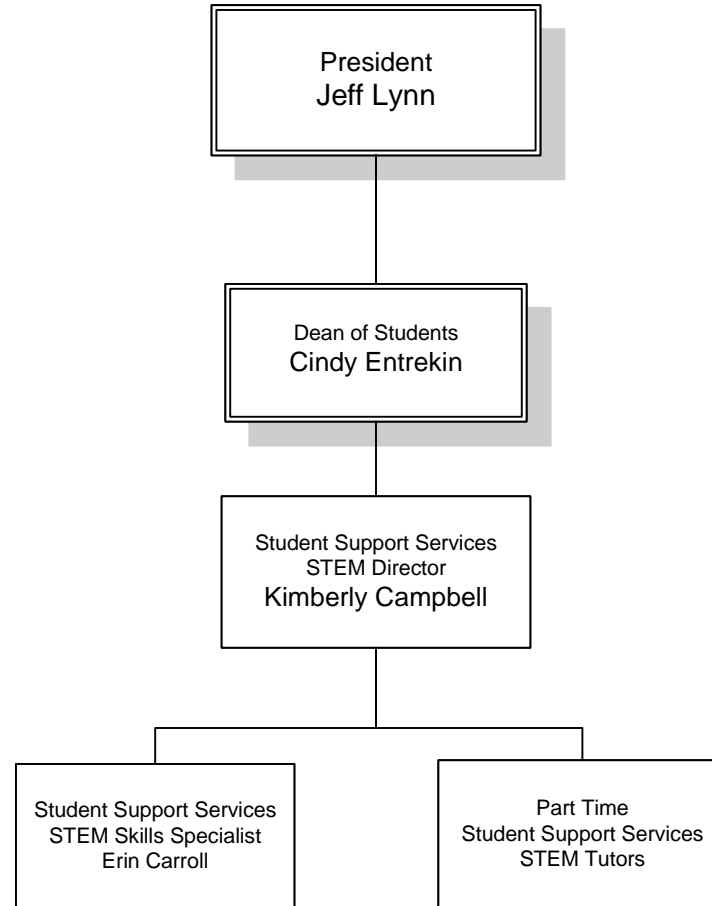 President
Jeff Lynn
Dean of Students
Cindy Entrekin
Student Support Services
STEM Director
Kimberly Campbell
Student Support Services
STEM Skills Specialist
Erin Carroll
Part Time
Student Support Services
STEM Tutors